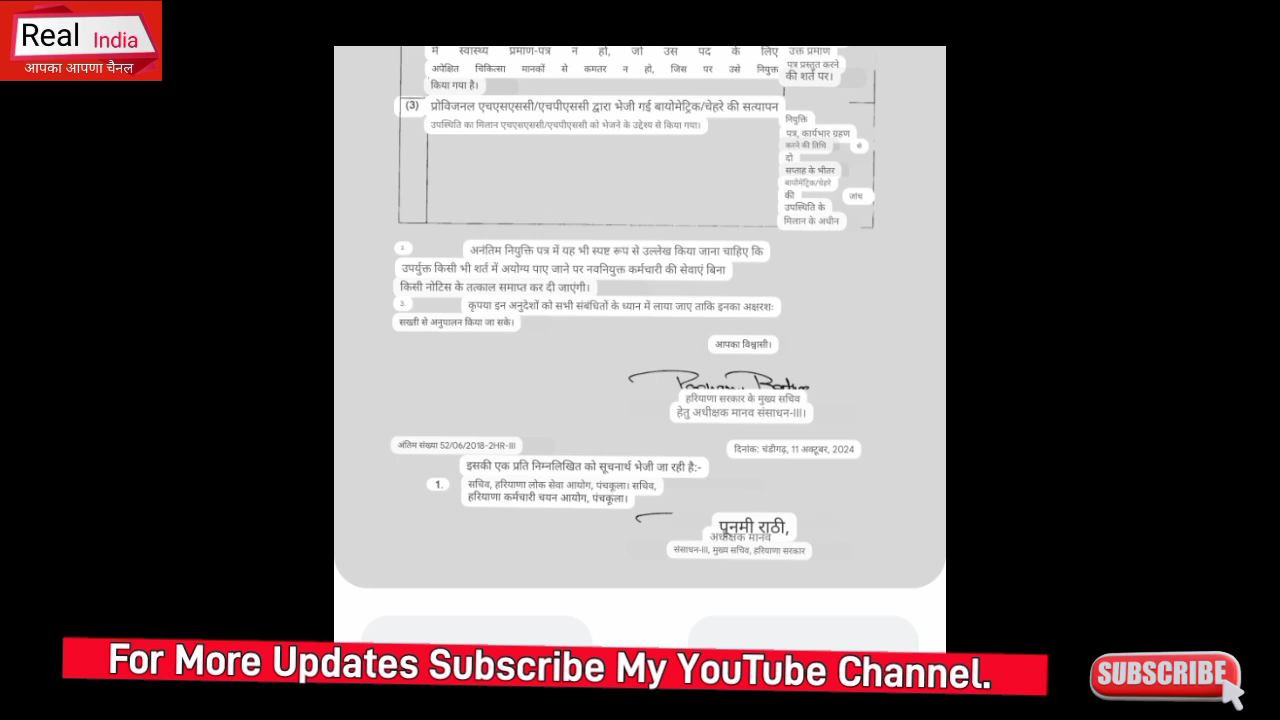 Real India
आपका आपणा चैनल
में स्वास्थ्य प्रमाण-पत्र न हो, जो उस पद के लिए
अपेक्षित चिकित्सा मानकों से कमतर न हो, जिस पर उसे नियुक्त
किया गया है।
उक्त प्रमाण
पत्र प्रस्तुत करने
की शर्त पर।
(3) प्रोविजनल एचएसएससी/एचपीएससी द्वारा भेजी गई बायोमेट्रिक/चेहरे की सत्यापन
उपस्थिति का मिलान एचएसएससी/एचपीएससी को भेजने के उद्देश्य से किया गया।
नियुक्ति
पत्र, कार्यभार ग्रहण
करने की तिथि से
दो
सप्ताह के भीतर
बायोमेट्रिक/चेहरे
की जांच
उपस्थिति के
मिलान के अधीन
2. अनंतिम नियुक्ति पत्र में यह भी स्पष्ट रूप से उल्लेख किया जाना चाहिए कि
उपर्युक्त किसी भी शर्त में अयोग्य पाए जाने पर नवनियुक्त कर्मचारी की सेवाएं बिना
किसी नोटिस के तत्काल समाप्त कर दी जाएंगी।
3. कृपया इन अनुदेशों को सभी संबंधितों के ध्यान में लाया जाए ताकि इनका अक्षरशः
सख्ती से अनुपालन किया जा सके।
आपका विश्वासी।
हरियाणा सरकार के मुख्य सचिव
हेतु अधीक्षक मानव संसाधन-III।
अंतिम संख्या 52/06/2018-2HR-III
दिनांक: चंडीगढ़, 11 अक्टूबर, 2024
इसकी एक प्रति निम्नलिखित को सूचनार्थ भेजी जा रही है:-
1. सचिव, हरियाणा लोक सेवा आयोग, पंचकूला। सचिव,
हरियाणा कर्मचारी चयन आयोग, पंचकूला।
पूनमी राठी,
अधीक्षक मानव
संसाधन-III, मुख्य सचिव, हरियाणा सरकार
For More Updates Subscribe My YouTube Channel.
SUBSCRIBE